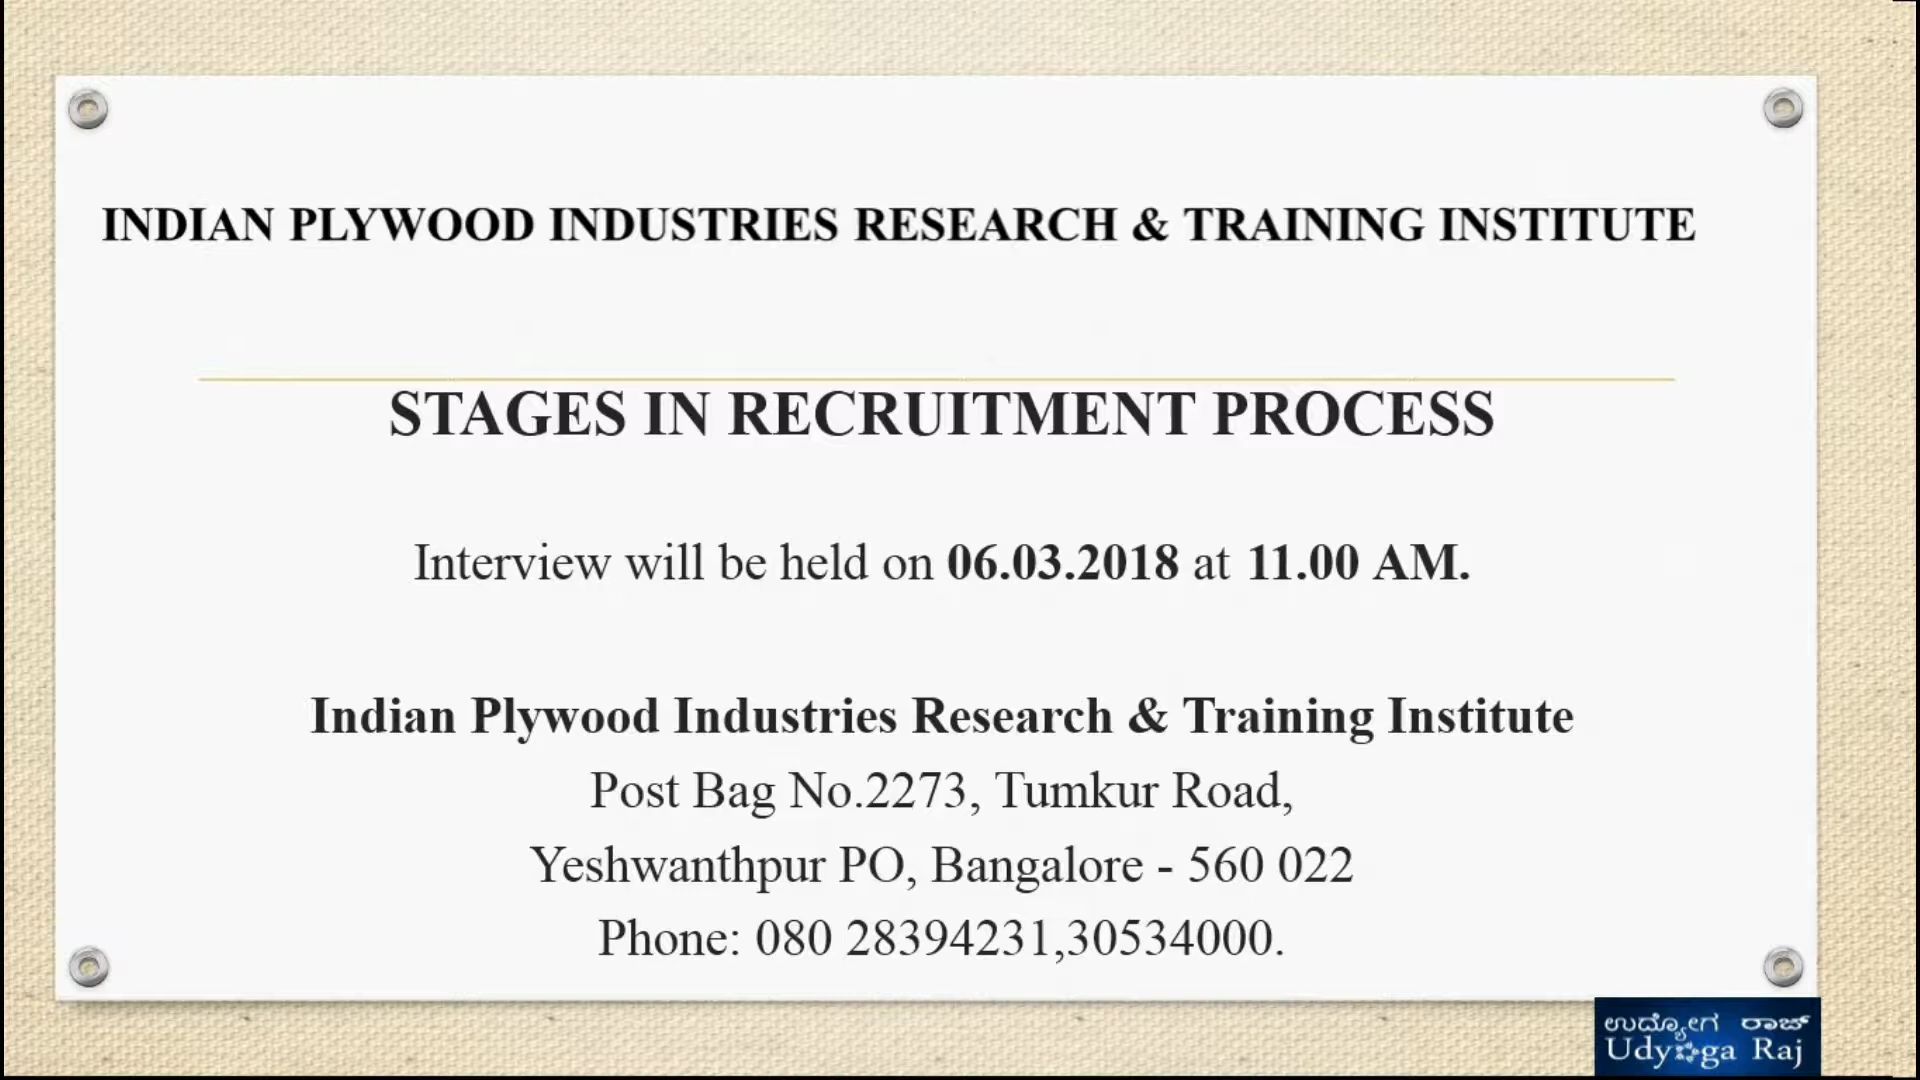 INDIAN PLYWOOD INDUSTRIES RESEARCH & TRAINING INSTITUTE
STAGES IN RECRUITMENT PROCESS
Interview will be held on 06.03.2018 at 11.00 AM.
Indian Plywood Industries Research & Training Institute
Post Bag No.2273, Tumkur Road,
Yeshwanthpur PO, Bangalore - 560 022
Phone: 080 28394231,30534000.
ಉದ್ಯೋಗ ರಾಜ್
Udyoga Raj